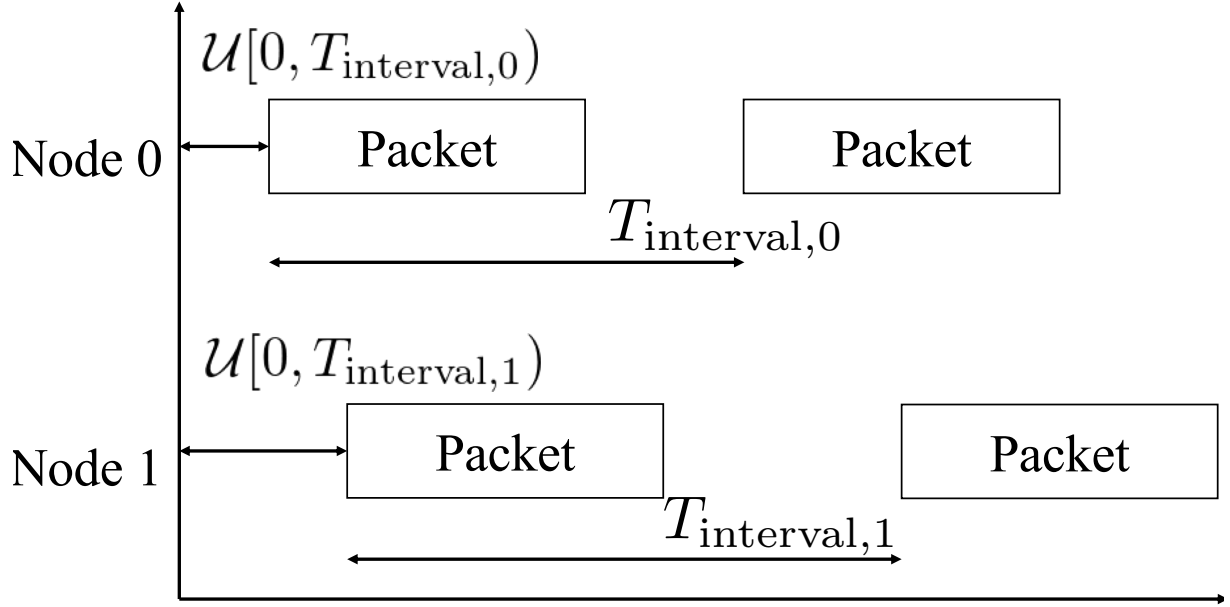 𝒰[0, T_interval,0)
Node 0 Packet Packet
T_interval,0
𝒰[0, T_interval,1)
Node 1 Packet Packet
T_interval,1